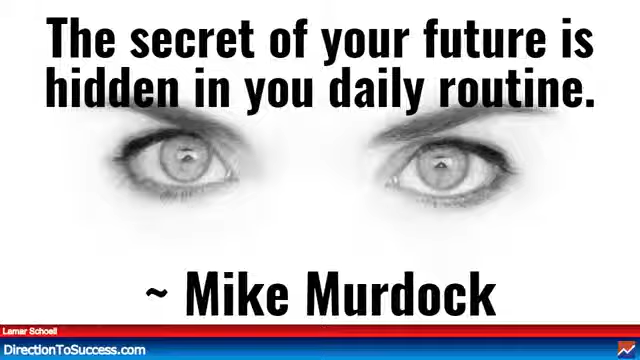 The secret of your future is
hidden in you daily routine.
~ Mike Murdock
Lamar Schoell
DirectionToSuccess.com